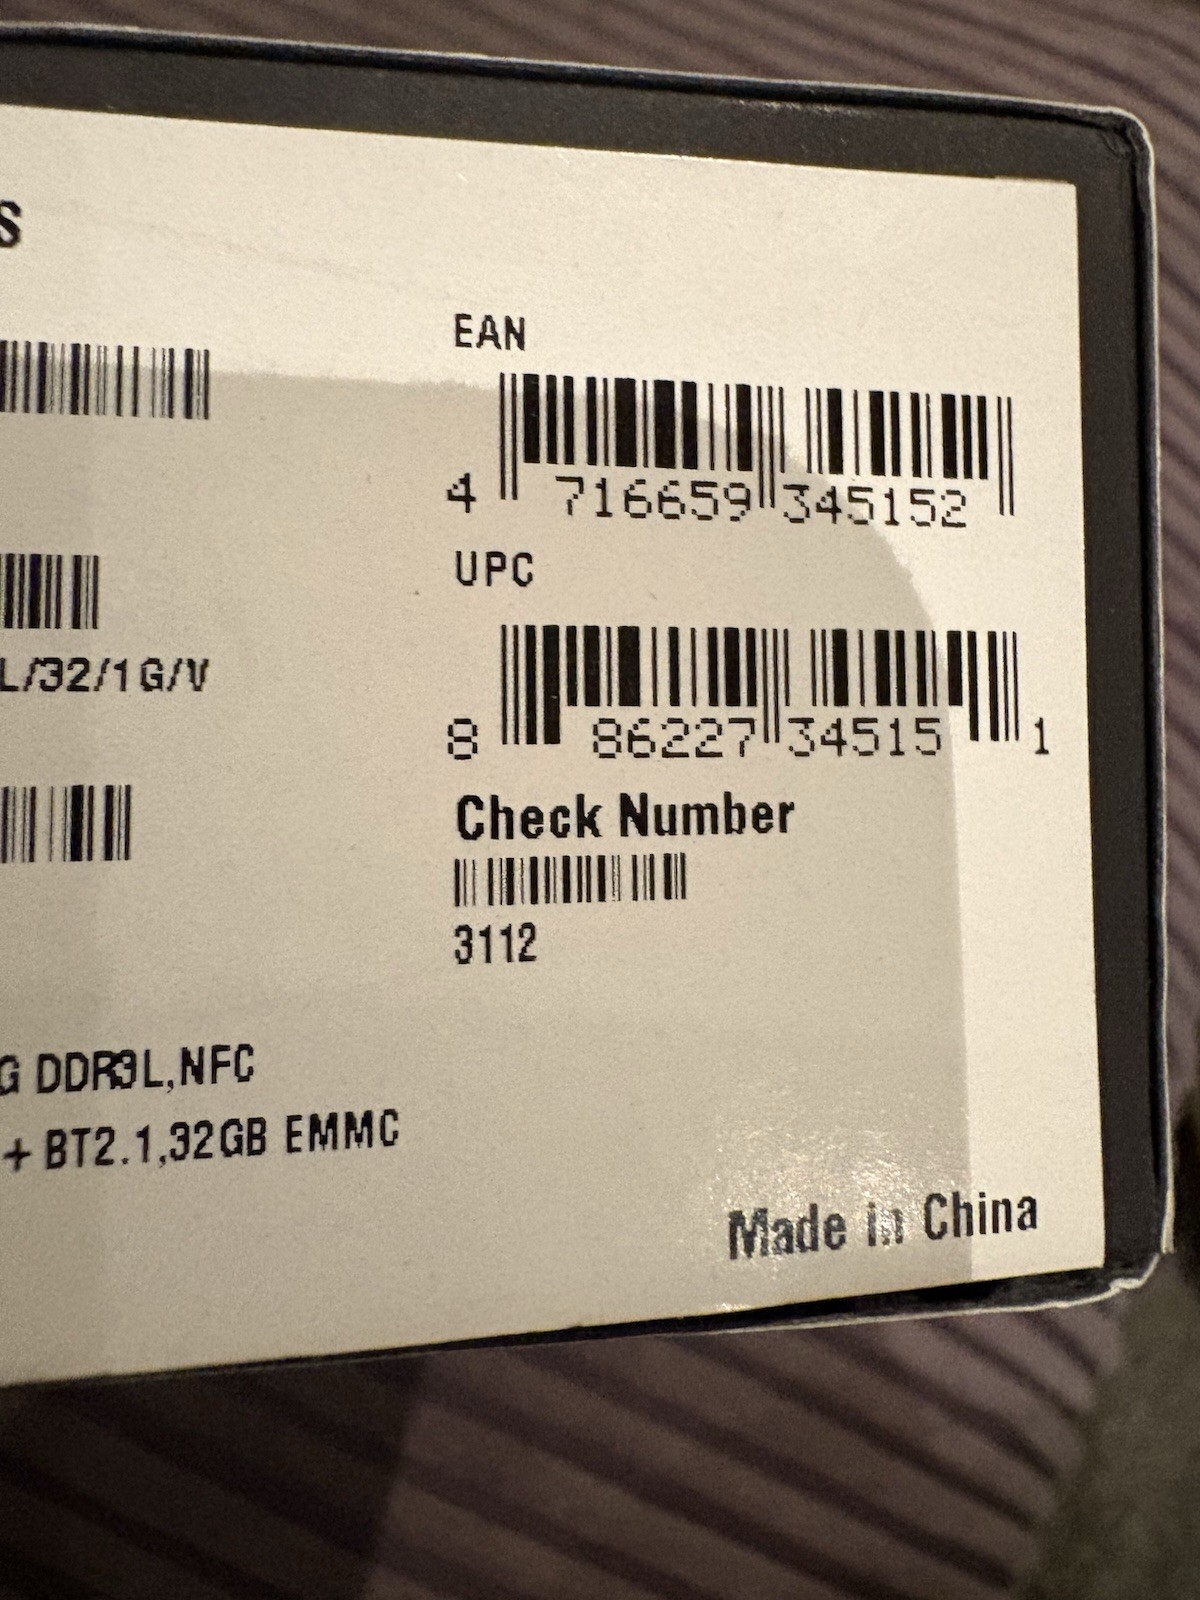 S
EAN
4 716659 345152
UPC
L/32/1G/V
8 86227 34515 1
Check Number
3112
G DDR3L,NFC
+ BT2.1,32GB EMMC
Made in China